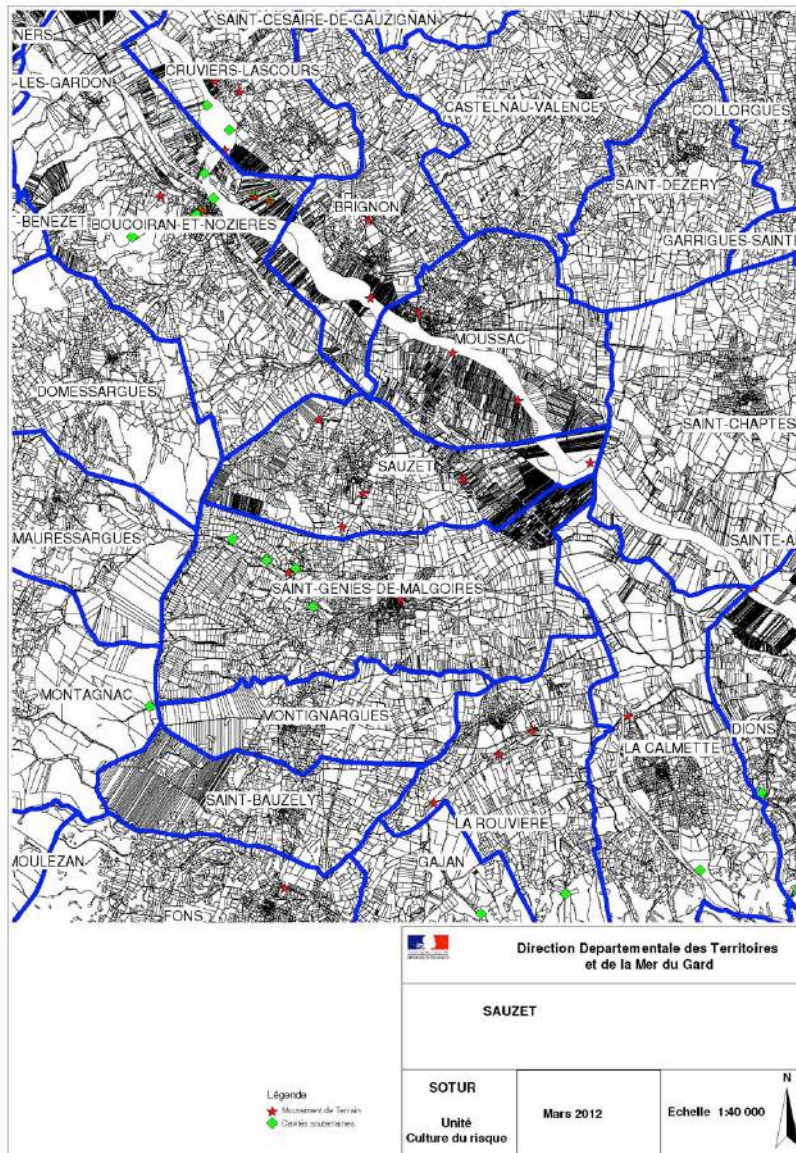 SAINT-CESAIRE-DE-GAUZIGNAN
NERS
CRUVIERS-LASCOURS
-LES-GARDON
CASTELNAU-VALENCE
COLLORGUES
SAINT-DEZERY
-BENEZET
BOUCOIRAN-ET-NOZIERES
BRIGNON
GARRIGUES-SAINTE
MOUSSAC
DOMESSARGUES
SAINT-CHAPTES
SAUZET
MAURESSARGUES
SAINTE-A
SAINT-GENIES-DE-MALGOIRES
MONTAGNAC
MONTIGNARGUES
DIONS
LA CALMETTE
SAINT-BAUZELY
LA ROUVIERE
MOULEZAN
GAJAN
FONS
Direction Departementale des Territoires
et de la Mer du Gard
SAUZET
Légende
Mouvement de Terrain
Cavités souterraines
SOTUR
Unité
Culture du risque
Mars 2012
Echelle 1:40 000
N